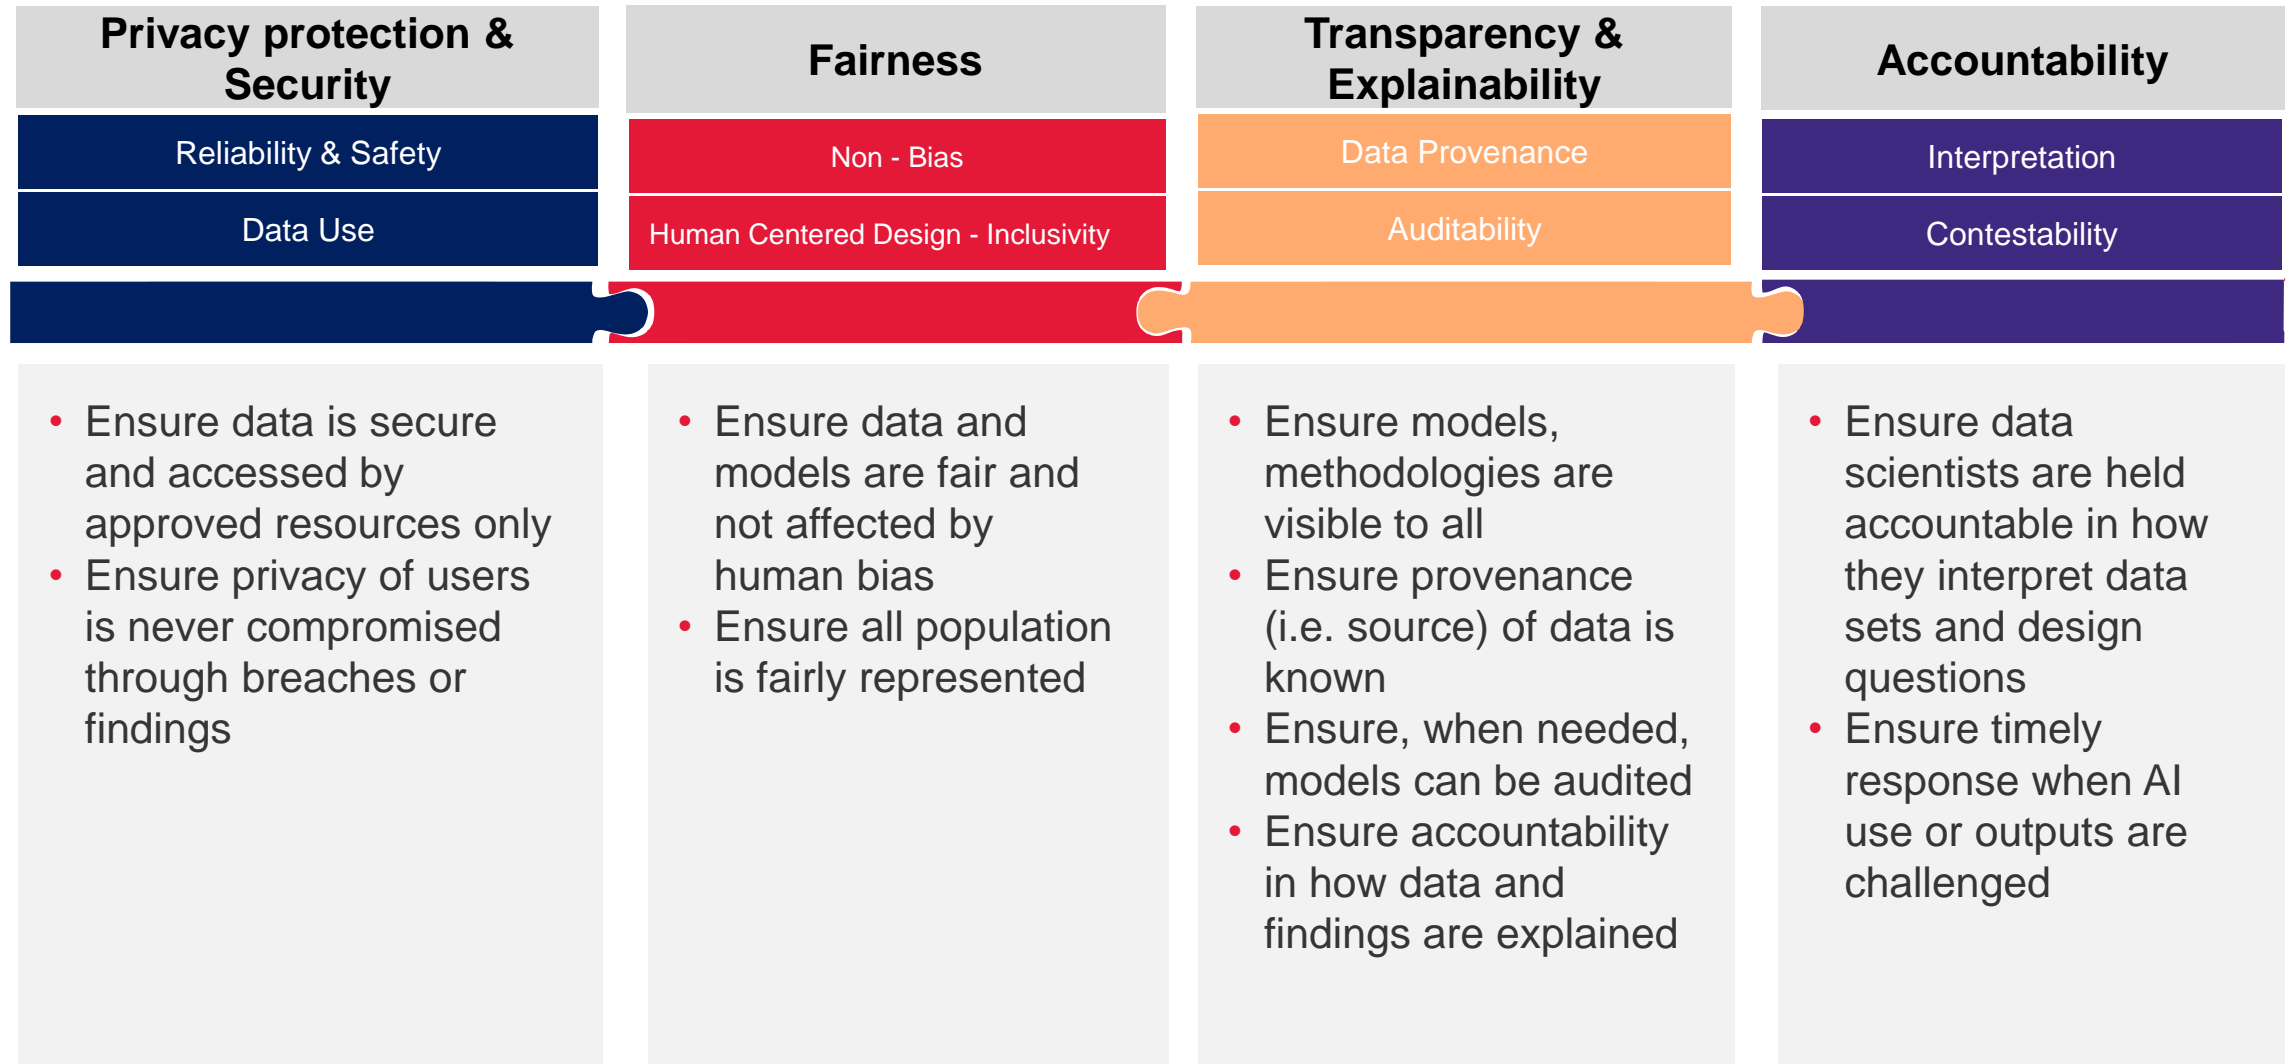 Privacy protection &
Security
Reliability & Safety
Data Use
Fairness
Non - Bias
Human Centered Design - Inclusivity
Transparency &
Explainability
Data Provenance
Auditability
Accountability
Interpretation
Contestability
• Ensure data is secure
and accessed by
approved resources only
• Ensure privacy of users
is never compromised
through breaches or
findings
• Ensure data and
models are fair and
not affected by
human bias
• Ensure all population
is fairly represented
• Ensure models,
methodologies are
visible to all
• Ensure provenance
(i.e. source) of data is
known
• Ensure, when needed,
models can be audited
• Ensure accountability
in how data and
findings are explained
• Ensure data
scientists are held
accountable in how
they interpret data
sets and design
questions
• Ensure timely
response when AI
use or outputs are
challenged